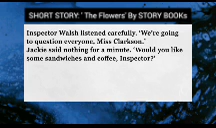 SHORT STORY: ' The Flowers' By STORY BOOKs
Inspector Walsh listened carefully. 'We're going
to question everyone, Miss Clarkson.'
Jackie said nothing for a minute. 'Would you like
some sandwiches and coffee, Inspector?'